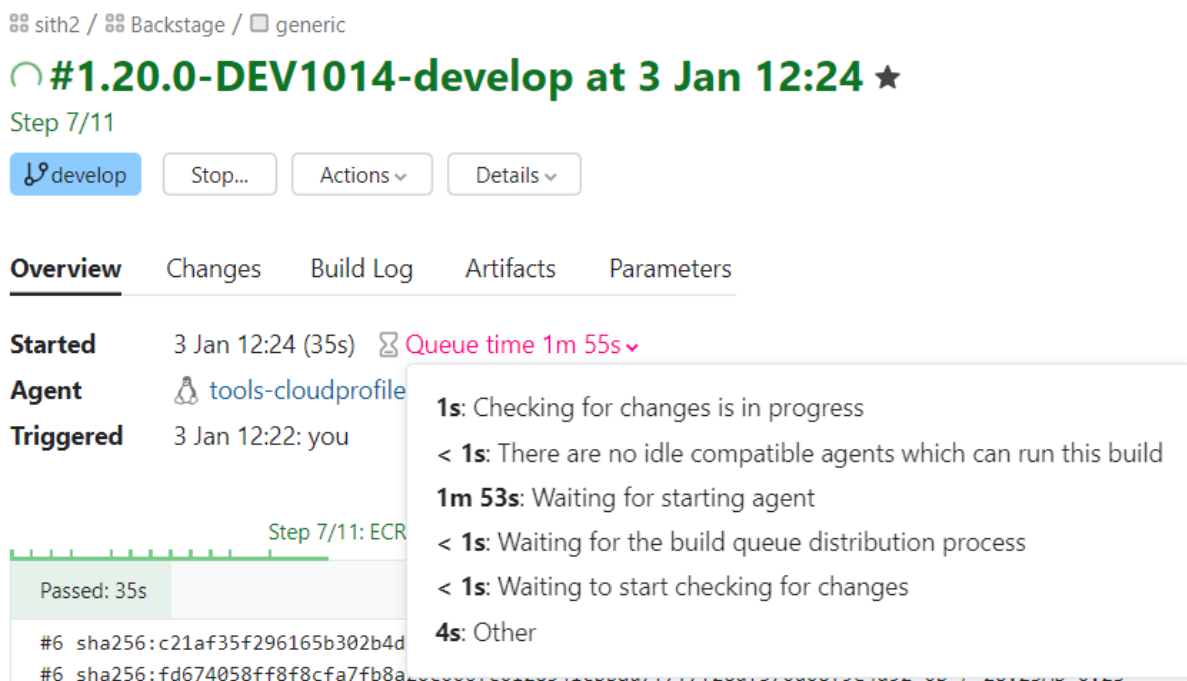 sith2 / Backstage / generic
#1.20.0-DEV1014-develop at 3 Jan 12:24
Step 7/11
develop Stop... Actions Details
Overview Changes Build Log Artifacts Parameters
Started 3 Jan 12:24 (35s) Queue time 1m 55s
Agent tools-cloudprofile
Triggered 3 Jan 12:22: you
1s: Checking for changes is in progress
< 1s: There are no idle compatible agents which can run this build
1m 53s: Waiting for starting agent
< 1s: Waiting for the build queue distribution process
< 1s: Waiting to start checking for changes
4s: Other
Step 7/11: ECR
Passed: 35s
#6 sha256:c21af35f296165b302b4d
#6 sha256:fd674058ff8f8cfa7fb8a